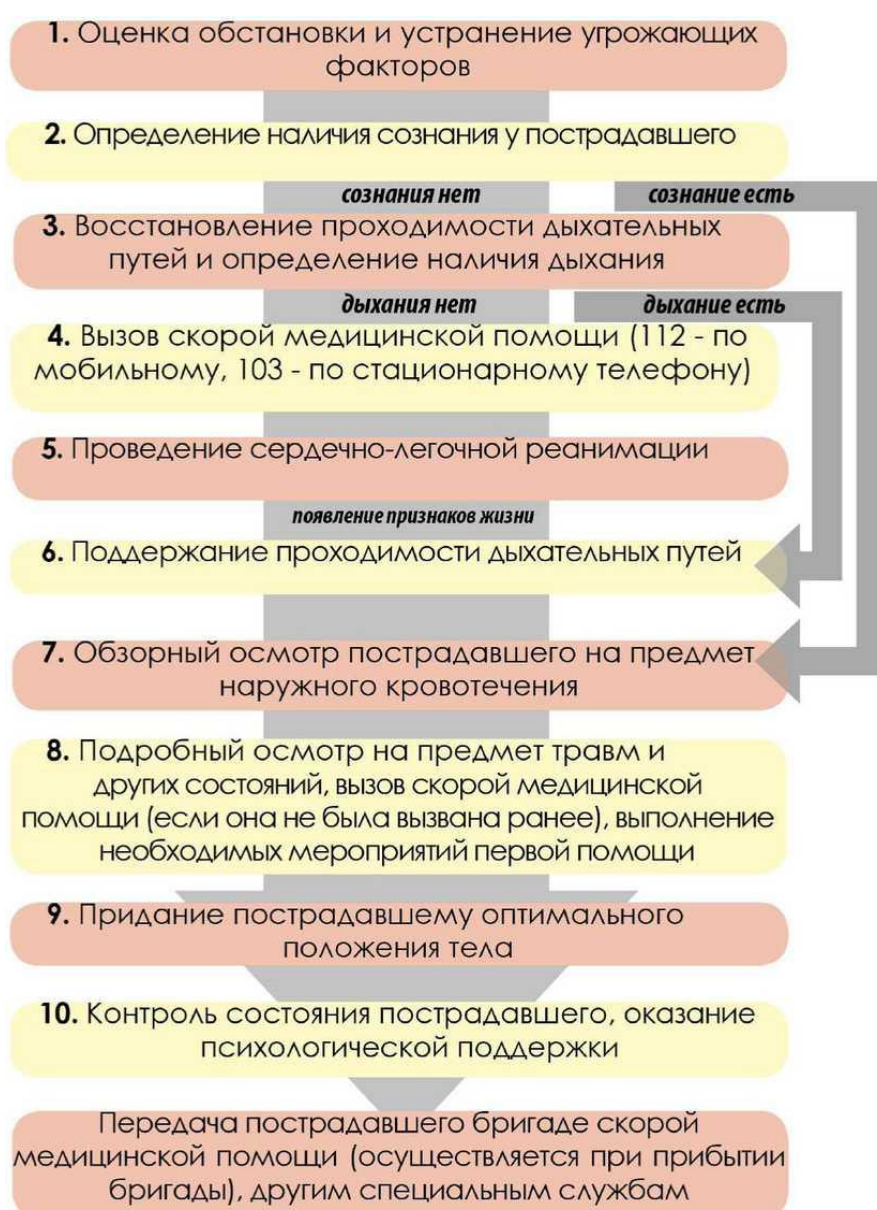 1. Оценка обстановки и устранение угрожающих
факторов
2. Определение наличия сознания у пострадавшего
сознания нет
сознание есть
3. Восстановление проходимости дыхательных
путей и определение наличия дыхания
дыхания нет
дыхание есть
4. Вызов скорой медицинской помощи (112 - по
мобильному, 103 - по стационарному телефону)
5. Проведение сердечно-легочной реанимации
появление признаков жизни
6. Поддержание проходимости дыхательных путей
7. Обзорный осмотр пострадавшего на предмет
наружного кровотечения
8. Подробный осмотр на предмет травм и
других состояний, вызов скорой медицинской
помощи (если она не была вызвана ранее), выполнение
необходимых мероприятий первой помощи
9. Придание пострадавшему оптимального
положения тела
10. Контроль состояния пострадавшего, оказание
психологической поддержки
Передача пострадавшего бригаде скорой
медицинской помощи (осуществляется при прибытии
бригады), другим специальным службам